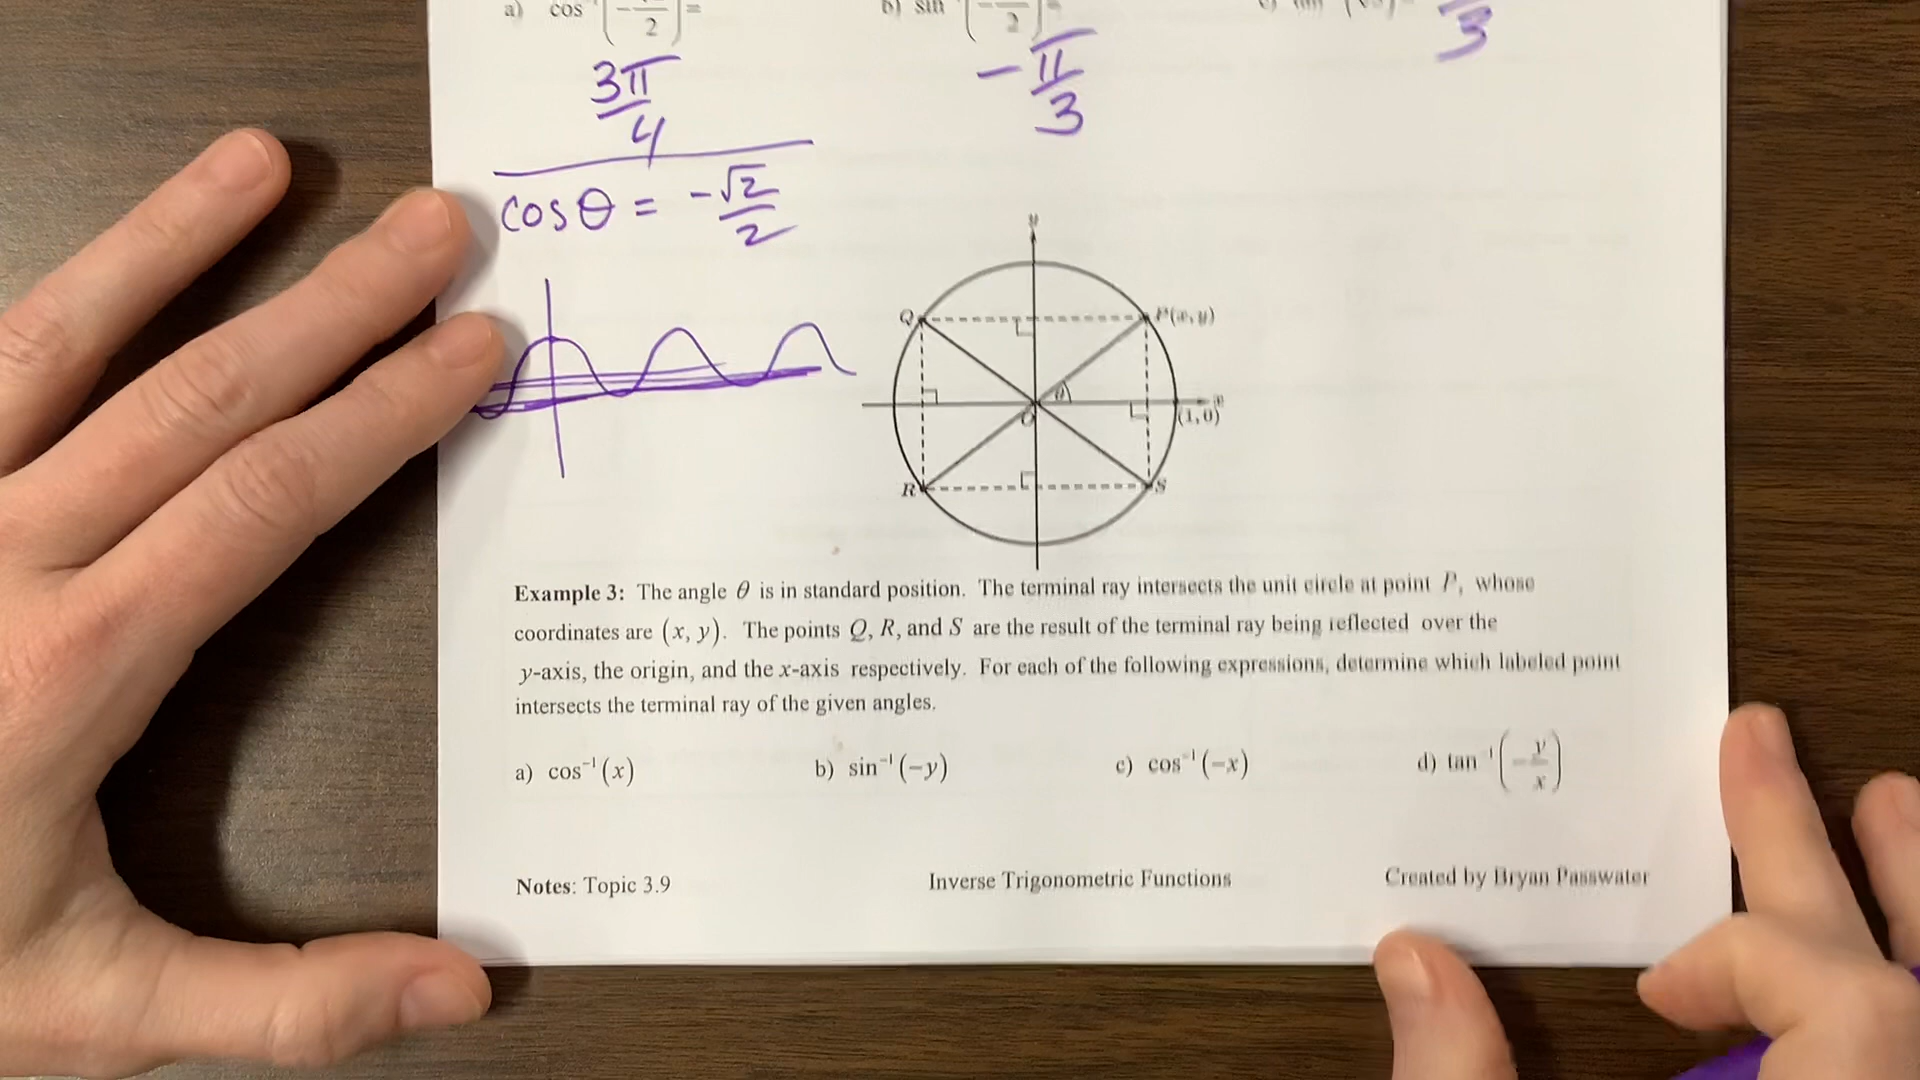 a) cos
2
=
b) sin
2
3
3π
4
- π
3
cos θ = -√2
2
y
Q
P(x, y)
θ
x
O
(1, 0)
R
S
Example 3: The angle θ is in standard position. The terminal ray intersects the unit circle at point P, whose
coordinates are (x, y). The points Q, R, and S are the result of the terminal ray being reflected over the
y-axis, the origin, and the x-axis respectively. For each of the following expressions, determine which labeled point
intersects the terminal ray of the given angles.
a) cos⁻¹(x) b) sin⁻¹(−y) c) cos⁻¹(−x) d) tan⁻¹(−y/x)
Notes: Topic 3.9 Inverse Trigonometric Functions Created by Bryan Passwater